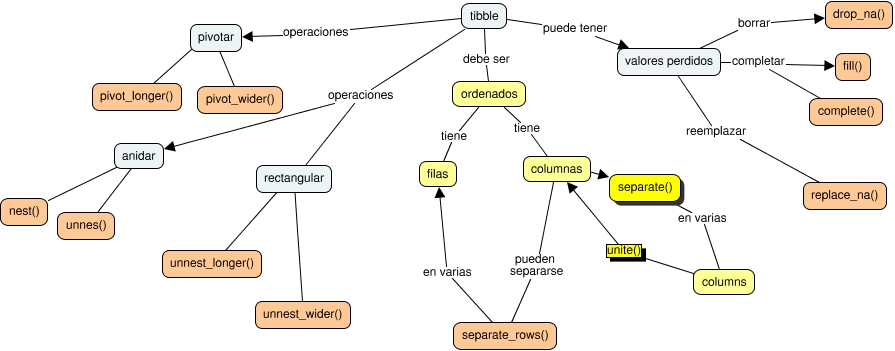 tibble
drop_na()
borrar
puede tener
operaciones
pivotar
valores perdidos
completar
fill()
debe ser
pivot_longer()
pivot_wider()
operaciones
ordenados
complete()
tiene
tiene
reemplazar
anidar
filas
columnas
rectangular
separate()
replace_na()
nest()
unnes()
en varias
unite()
unnest_longer()
en varias
pueden
separarse
columns
unnest_wider()
separate_rows()